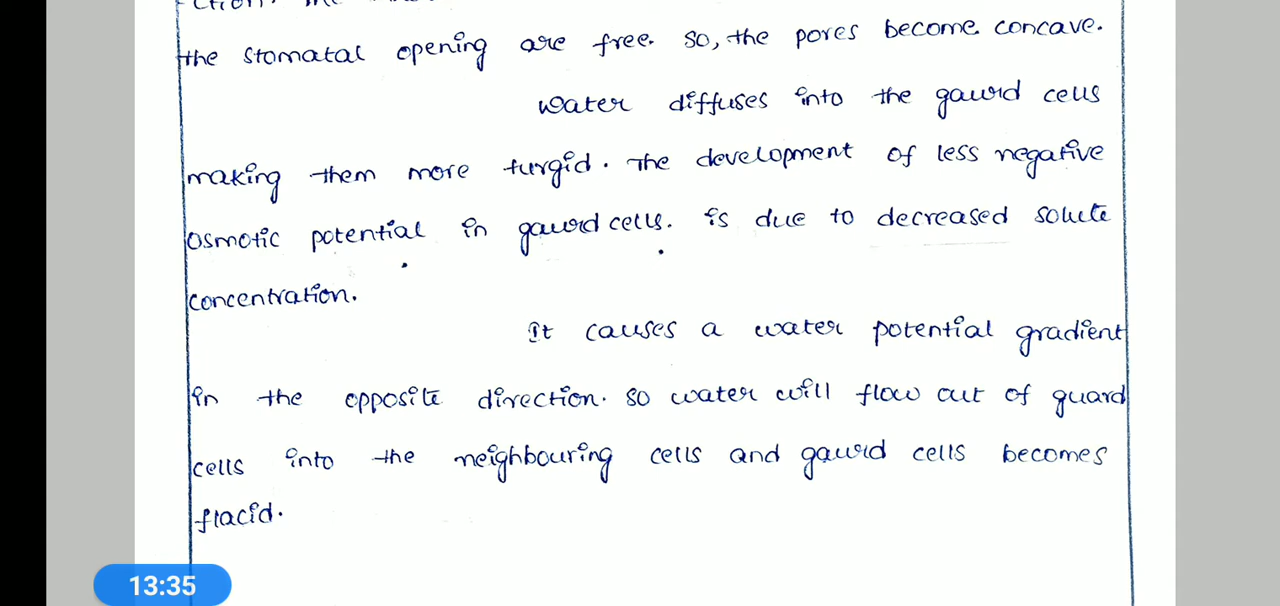 the stomatal opening are free. so, the pores become concave.
water diffuses into the gaurd cells
making them more turgid. The development of less negative
osmotic potential in gaurd cells. is due to decreased solute
concentration.
It causes a water potential gradient
in the opposite direction. so water will flow out of guard
cells into the neighbouring cells and gaurd cells becomes
flacid.
13:35